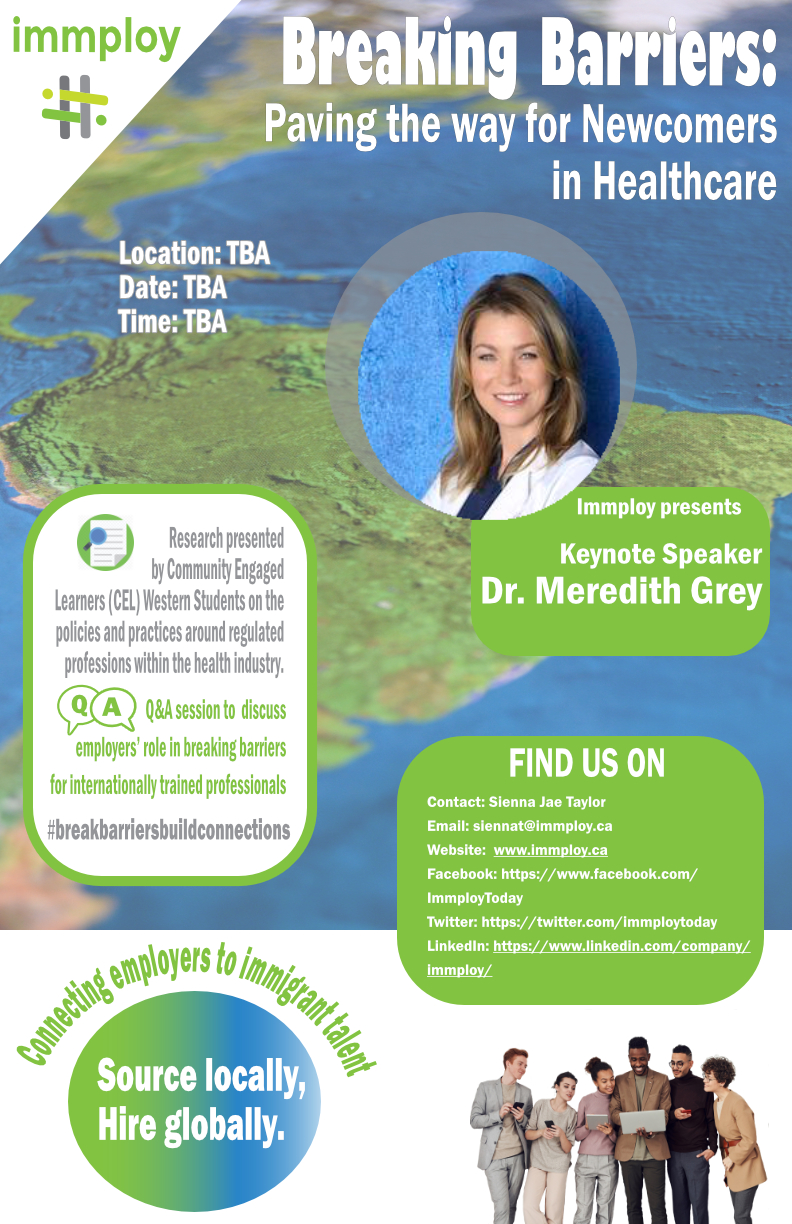 immploy
Breaking Barriers:
Paving the way for Newcomers
in Healthcare
Location: TBA
Date: TBA
Time: TBA
Immploy presents
Keynote Speaker
Dr. Meredith Grey
Research presented
by Community Engaged
Learners (CEL) Western Students on the
policies and practices around regulated
professions within the health industry.
Q A
Q&A session to discuss
employers' role in breaking barriers
for internationally trained professionals
#breakbarriersbuildconnections
FIND US ON
Contact: Sienna Jae Taylor
Email: siennat@immploy.ca
Website: www.immploy.ca
Facebook: https://www.facebook.com/
ImmployToday
Twitter: https://twitter.com/immploytoday
LinkedIn: https://www.linkedin.com/company/
immploy/
Connecting employers to immigrant talent
Source locally,
Hire globally.